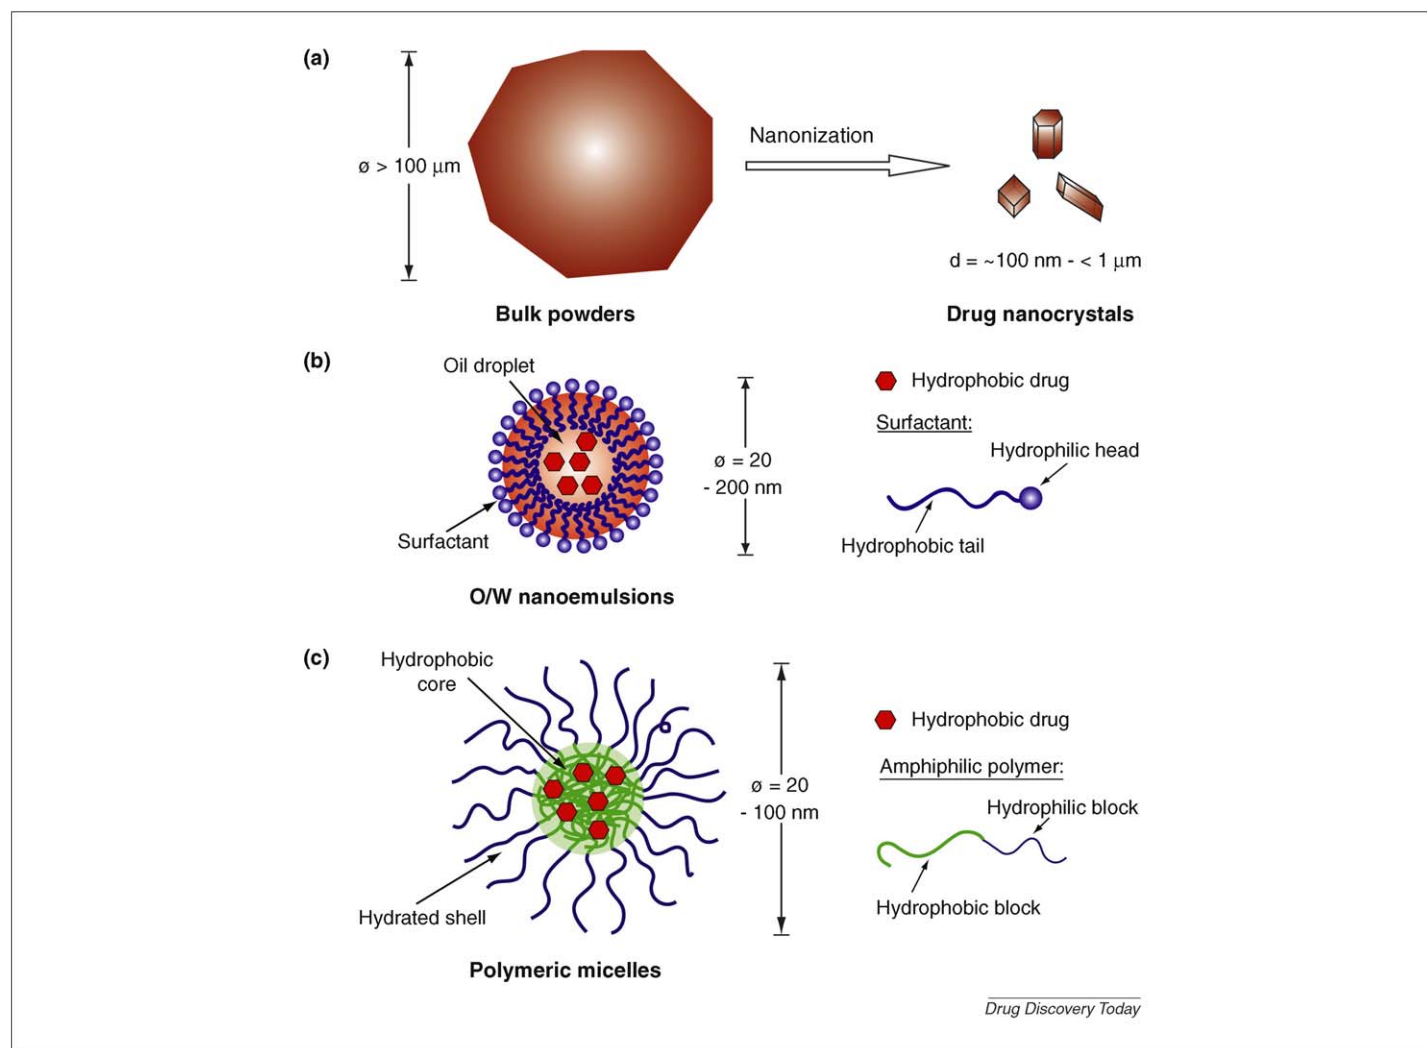 (a)
ø > 100 μm
Nanonization
d = ~100 nm - < 1 μm
Bulk powders
Drug nanocrystals
(b)
Oil droplet
Surfactant
ø = 20
- 200 nm
Hydrophobic drug
Surfactant:
Hydrophilic head
Hydrophobic tail
O/W nanoemulsions
(c)
Hydrophobic
core
Hydrated shell
ø = 20
- 100 nm
Hydrophobic drug
Amphiphilic polymer:
Hydrophilic block
Hydrophobic block
Polymeric micelles
Drug Discovery Today